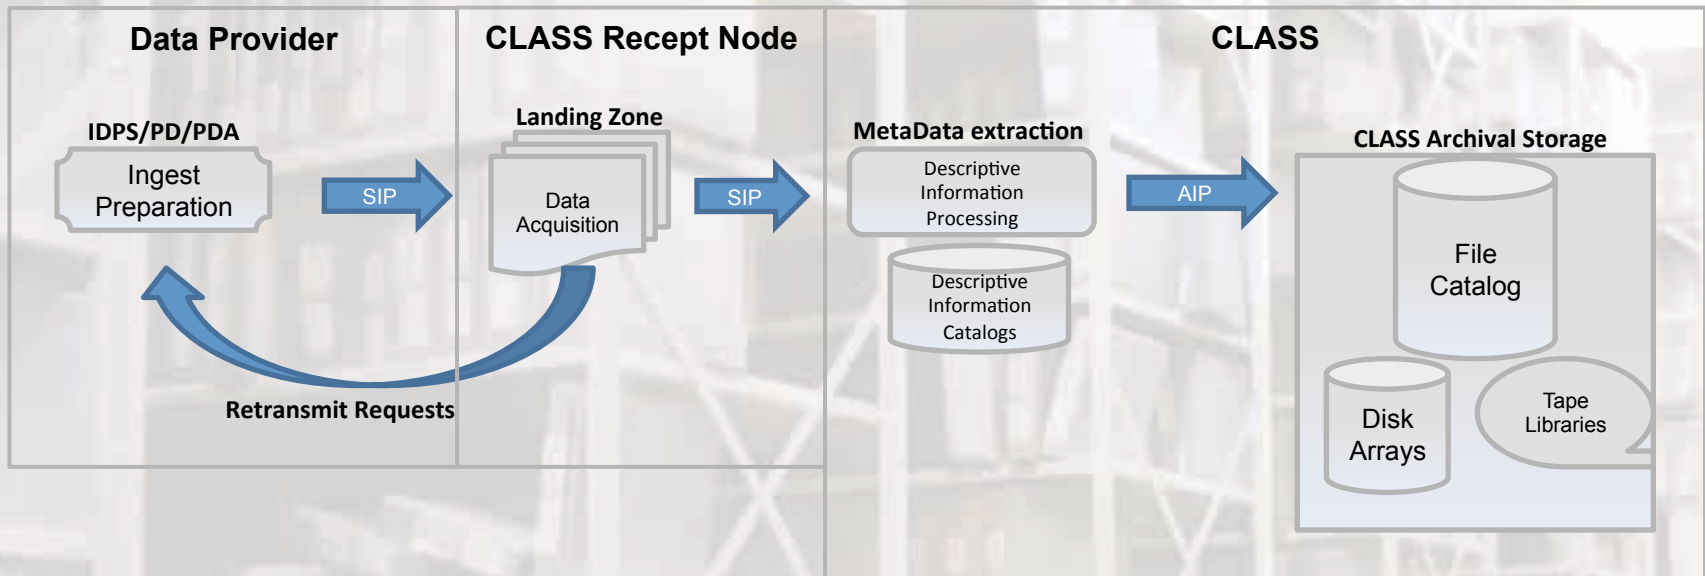 Data Provider
CLASS Recept Node
CLASS
IDPS/PD/PDA
Ingest
Preparation
SIP
Landing Zone
Data
Acquisition
SIP
Retransmit Requests
MetaData extraction
Descriptive
Information
Processing
Descriptive
Information
Catalogs
AIP
CLASS Archival Storage
File
Catalog
Disk
Arrays
Tape
Libraries